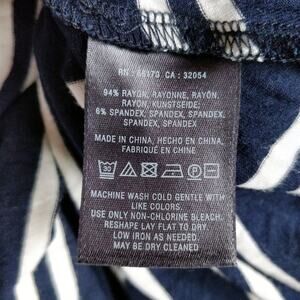 RN : 66170 CA : 32054
94% RAYON, RAYONNE, RAYÓN,
RAYON, KUNSTSEIDE;
6% SPANDEX, SPANDEX, SPANDEX,
SPANDEX, SPANDEX
MADE IN CHINA, HECHO EN CHINA,
FABRIQUÉ EN CHINE
30
MACHINE WASH COLD GENTLE WITH
LIKE COLORS.
USE ONLY NON-CHLORINE BLEACH.
RESHAPE LAY FLAT TO DRY.
LOW IRON AS NEEDED
MAY BE DRY CLEANED